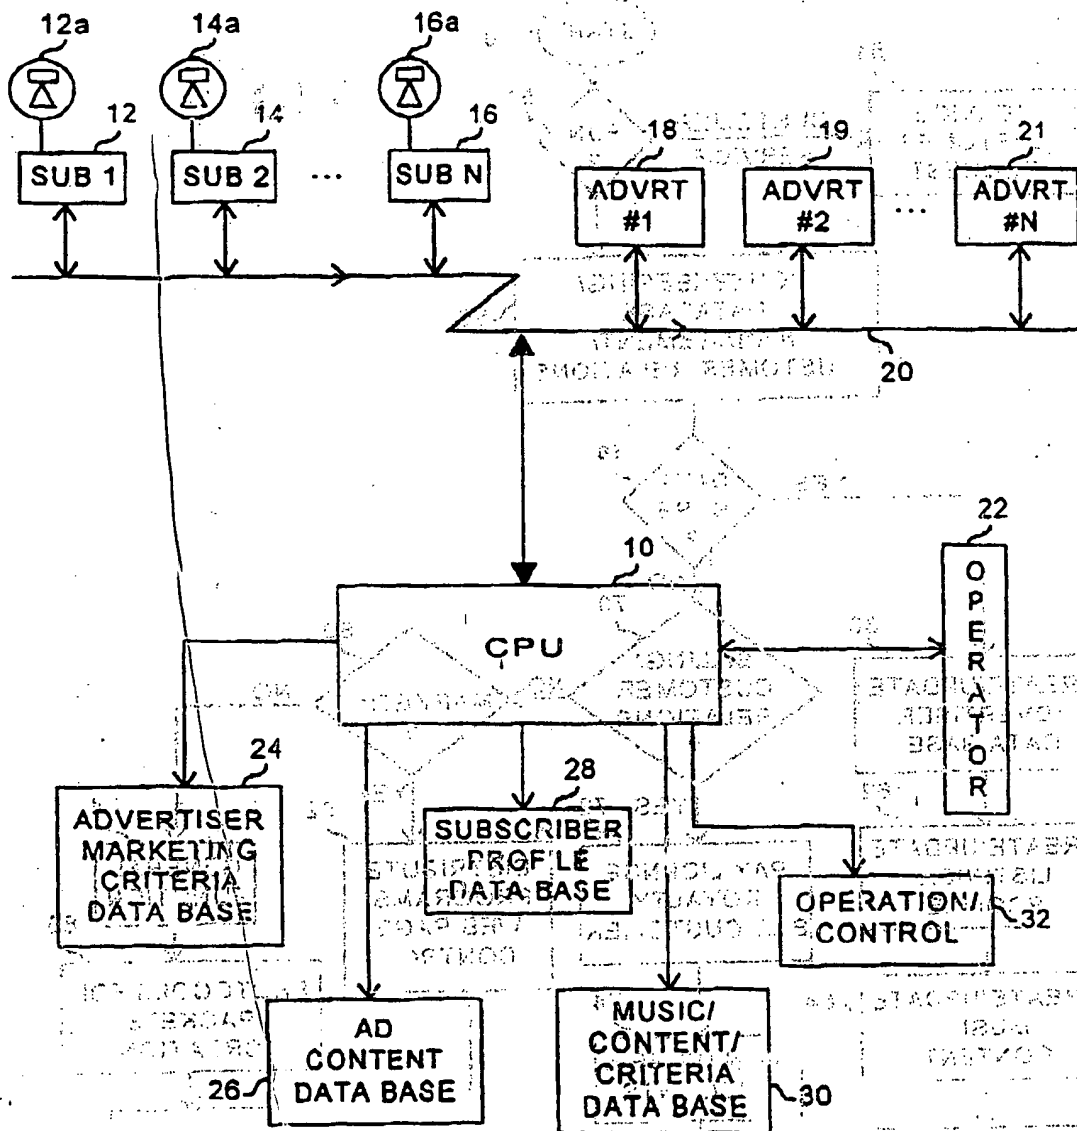 12a
14a
16a
12
14
16
18
19
21
SUB 1
SUB 2
...
SUB N
ADVRT
#1
ADVRT
#2
...
ADVRT
#N
20
10
CPU
22
OPERATOR
24
ADVERTISER
MARKETING
CRITERIA
DATA BASE
28
SUBSCRIBER
PROFILE
DATA BASE
OPERATION/
CONTROL
32
26
AD
CONTENT
DATA BASE
MUSIC/
CONTENT/
CRITERIA
DATA BASE
30